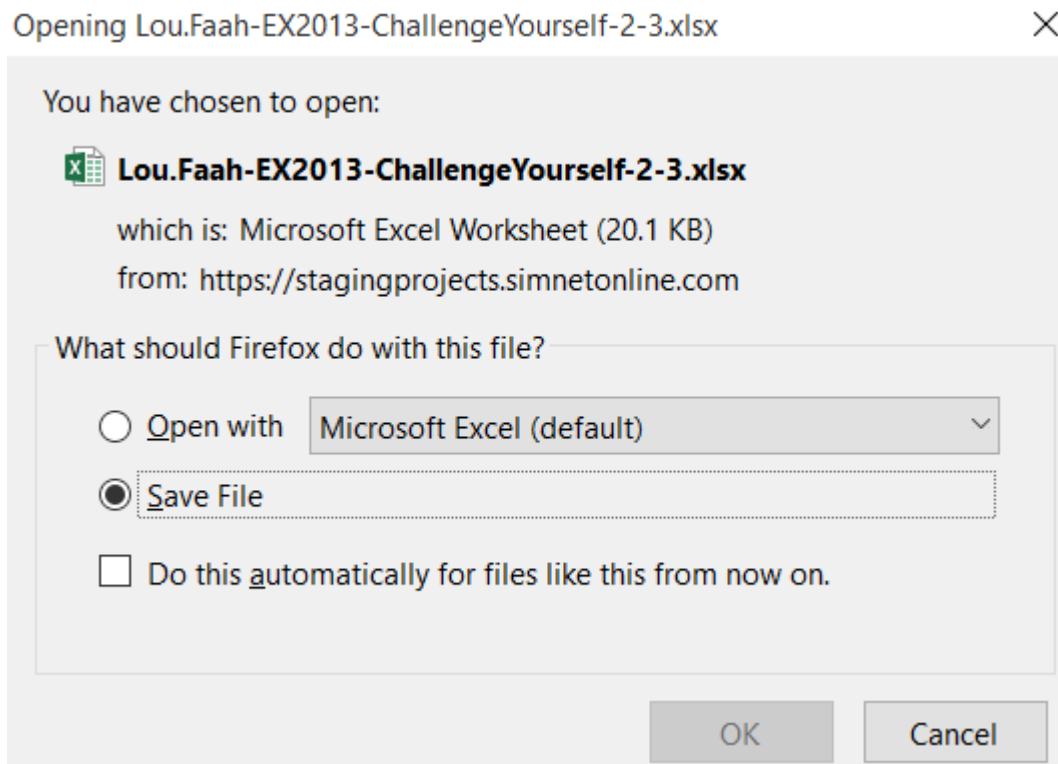 Opening Lou.Faah-EX2013-ChallengeYourself-2-3.xlsx
You have chosen to open:
Lou.Faah-EX2013-ChallengeYourself-2-3.xlsx
which is: Microsoft Excel Worksheet (20.1 KB)
from: https://stagingprojects.simnetonline.com
What should Firefox do with this file?
Open with Microsoft Excel (default)
Save File
Do this automatically for files like this from now on.
OK Cancel